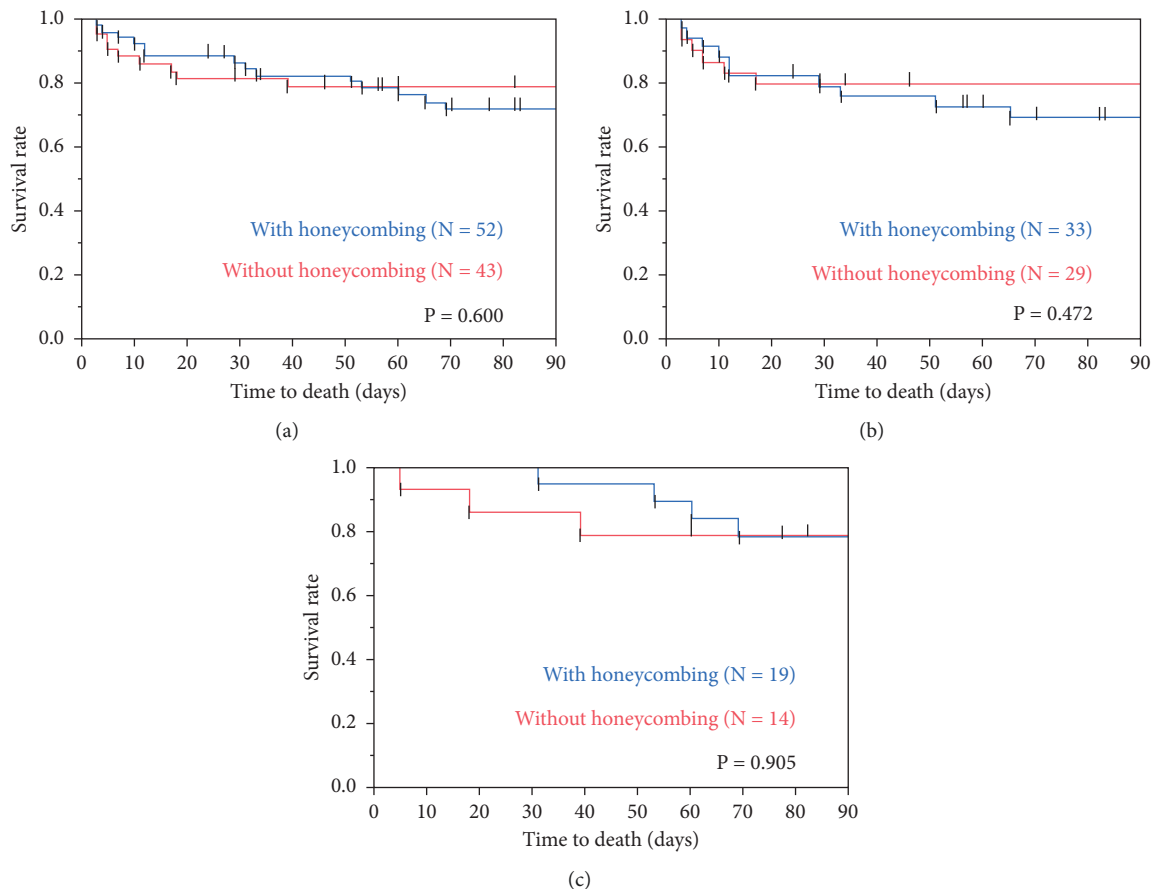 1.0
0.8
0.6
0.4
0.2
0.0
Survival rate
With honeycombing (N = 52)
Without honeycombing (N = 43)
P = 0.600
0 10 20 30 40 50 60 70 80 90
Time to death (days)
(a)
1.0
0.8
0.6
0.4
0.2
0.0
Survival rate
With honeycombing (N = 33)
Without honeycombing (N = 29)
P = 0.472
0 10 20 30 40 50 60 70 80 90
Time to death (days)
(b)
1.0
0.8
0.6
0.4
0.2
0.0
Survival rate
With honeycombing (N = 19)
Without honeycombing (N = 14)
P = 0.905
0 10 20 30 40 50 60 70 80 90
Time to death (days)
(c)